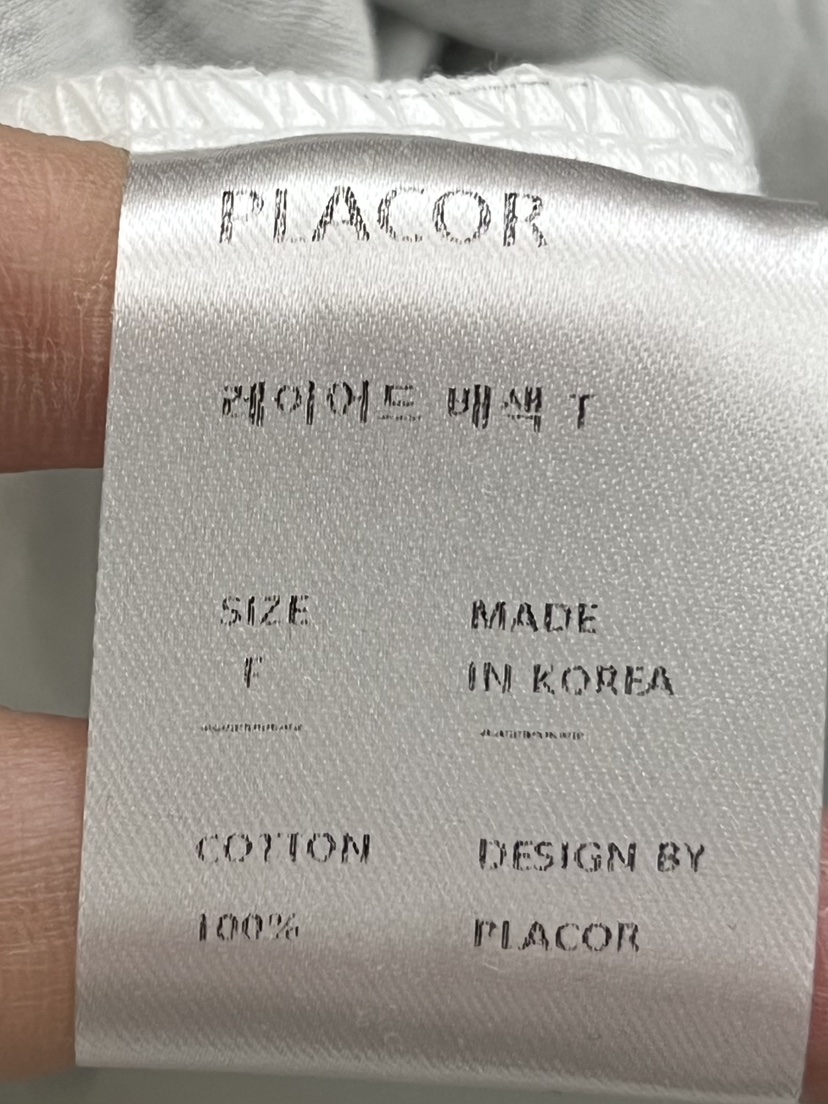 PLACOR
레이어드 배색 T
SIZE
F
MADE
IN KOREA
COTTON
100%
DESIGN BY
PLACOR